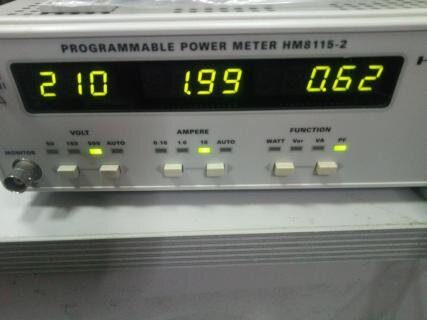 PROGRAMMABLE POWER METER HM8115-2
210 1.99 0.62
VOLT AMPERE FUNCTION
50 150 500 AUTO 0.16 1.6 16 AUTO WATT Var VA PF
MONITOR